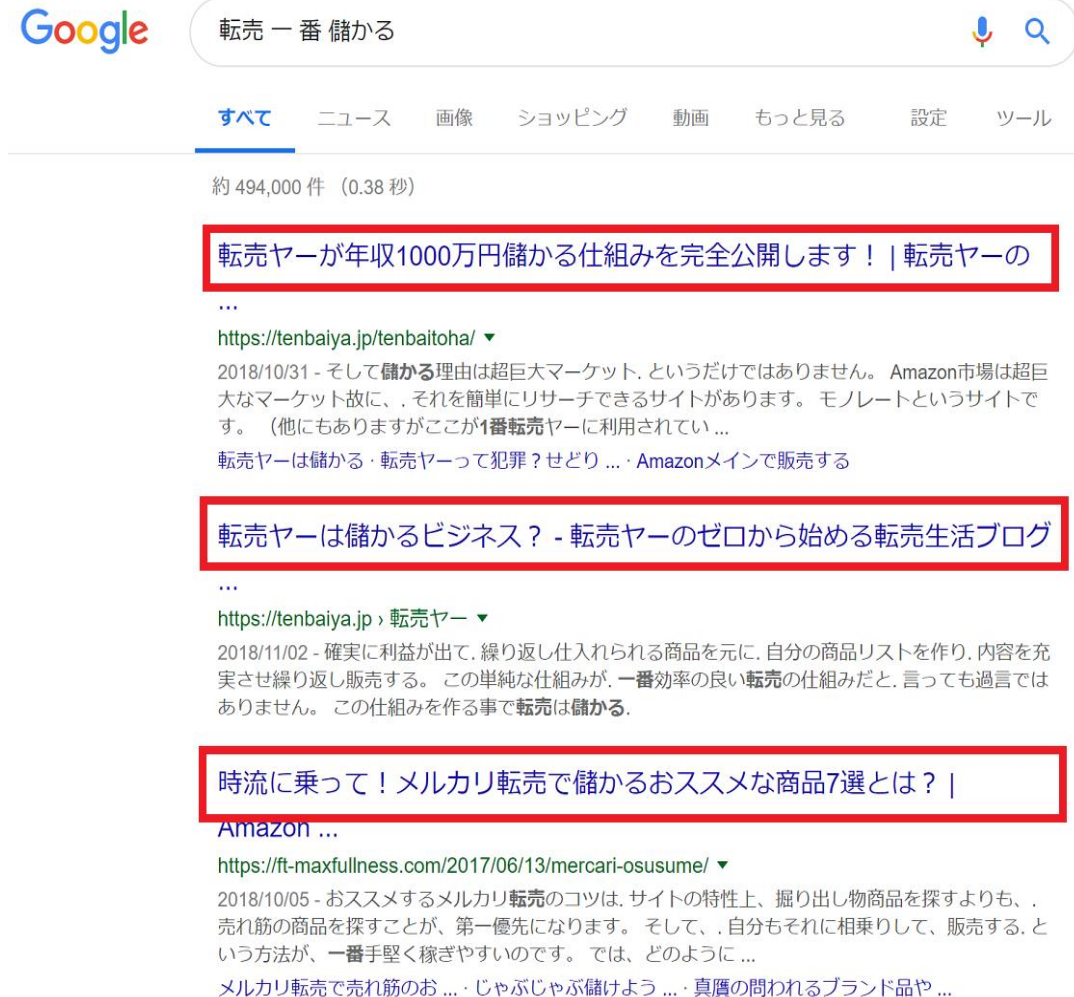 Google
転売 一 番 儲かる
すべて ニュース 画像 ショッピング 動画 もっと見る 設定 ツール
約 494,000 件 （0.38 秒）
転売ヤーが年収1000万円儲かる仕組みを完全公開します！ | 転売ヤーの
...
https://tenbaiya.jp/tenbaitoha/
2018/10/31 - そして儲かる理由は超巨大マーケット. というだけではありません。 Amazon市場は超巨
大なマーケット故に、. それを簡単にリサーチできるサイトがあります。 モノレートというサイトで
す。 （他にもありますがここが1番転売ヤーに利用されてい ...
転売ヤーは儲かる · 転売ヤーって犯罪？せどり ... · Amazonメインで販売する
転売ヤーは儲かるビジネス？ - 転売ヤーのゼロから始める転売生活ブログ
...
https://tenbaiya.jp › 転売ヤー
2018/11/02 - 確実に利益が出て. 繰り返し仕入れられる商品を元に. 自分の商品リストを作り. 内容を充
実させ繰り返し販売する。 この単純な仕組みが. 一番効率の良い転売の仕組みだと. 言っても過言では
ありません。 この仕組みを作る事で転売は儲かる.
時流に乗って！メルカリ転売で儲かるおススメな商品7選とは？ |
Amazon ...
https://ft-maxfullness.com/2017/06/13/mercari-osusume/
2018/10/05 - おススメするメルカリ転売のコツは. サイトの特性上、掘り出し物商品を探すよりも、.
売れ筋の商品を探すことが、第一優先になります。 そして、. 自分もそれに相乗りして、販売する. と
いう方法が、一番手堅く稼ぎやすいのです。 では、どのように ...
メルカリ転売で売れ筋のお ... · じゃぶじゃぶ儲けよう ... · 真贋の問われるブランド品や ...